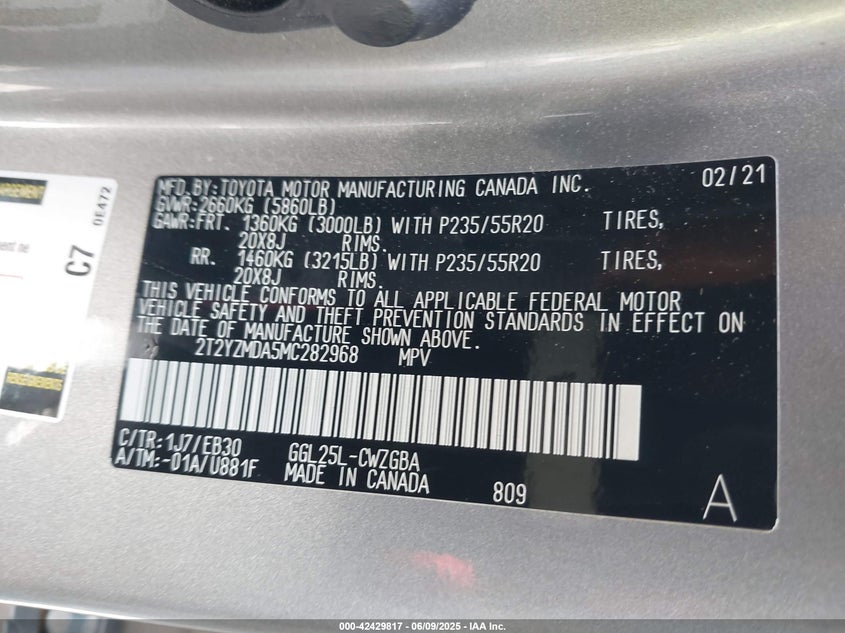 MFD.BY:TOYOTA MOTOR MANUFACTURING CANADA INC. 02/21
GVWR:2660KG (5860LB)
GAWR:FRT. 1360KG (3000LB) WITH P235/55R20 TIRES,
20X8J RIMS.
RR. 1460KG (3215LB) WITH P235/55R20 TIRES,
20X8J RIMS.
THIS VEHICLE CONFORMS TO ALL APPLICABLE FEDERAL MOTOR
VEHICLE SAFETY AND THEFT PREVENTION STANDARDS IN EFFECT ON
THE DATE OF MANUFACTURE SHOWN ABOVE.
2T2YZMDA5MC282968 MPV
C/TR:1J7/EB30 GGL25L-CWZGBA
A/TM:-01A/U881F MADE IN CANADA 809 A
C7 0E472
000-42429817 - 06/09/2025 - IAA Inc.